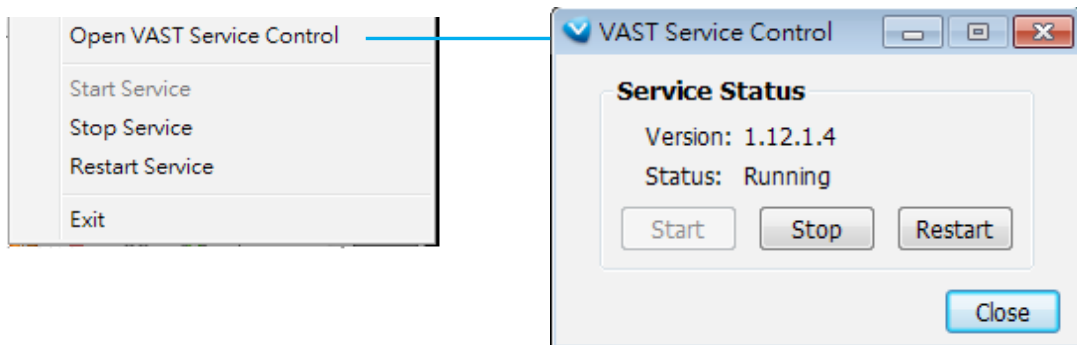 Open VAST Service Control
Start Service
Stop Service
Restart Service
Exit
VAST Service Control
Service Status
Version: 1.12.1.4
Status: Running
Start Stop Restart
Close